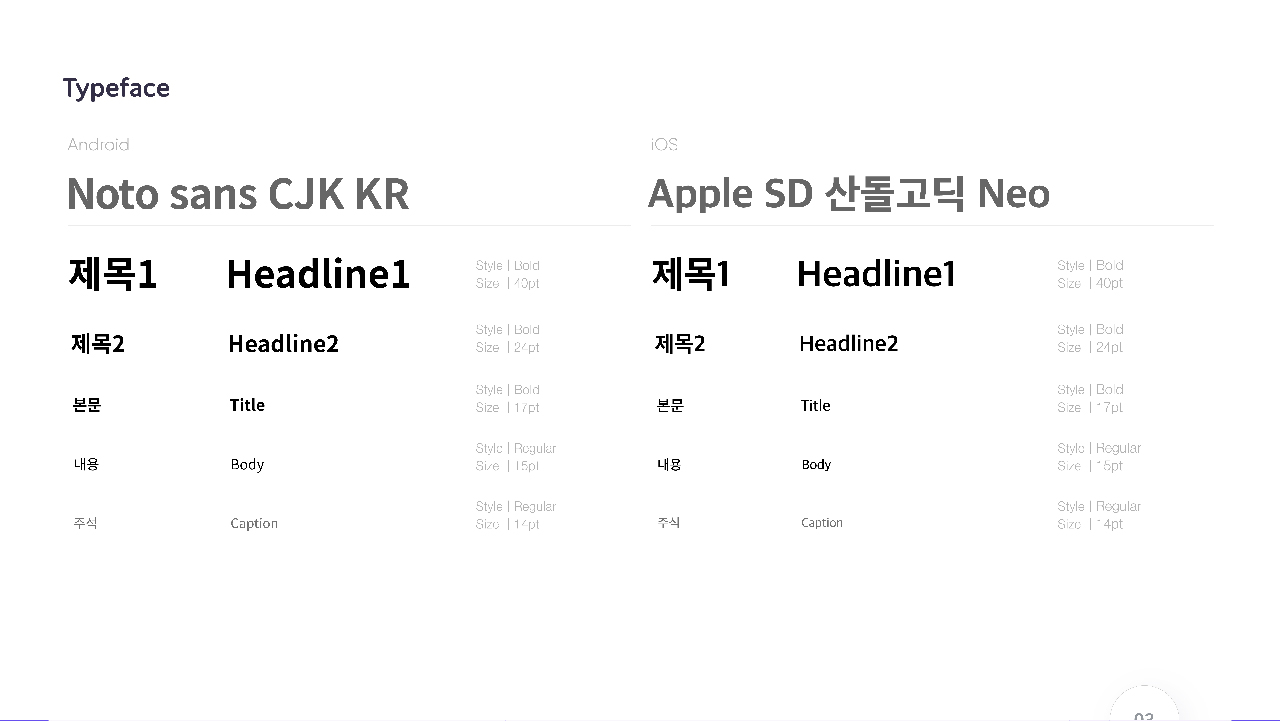 Typeface
Android
Noto sans CJK KR
제목1 Headline1 Style | Bold
Size | 40pt
제목2 Headline2 Style | Bold
Size | 24pt
본문 Title Style | Bold
Size | 17pt
내용 Body Style | Regular
Size | 15pt
주식 Caption Style | Regular
Size | 14pt
iOS
Apple SD 산돌고딕 Neo
제목1 Headline1 Style | Bold
Size | 40pt
제목2 Headline2 Style | Bold
Size | 24pt
본문 Title Style | Bold
Size | 17pt
내용 Body Style | Regular
Size | 15pt
주식 Caption Style | Regular
Size | 14pt